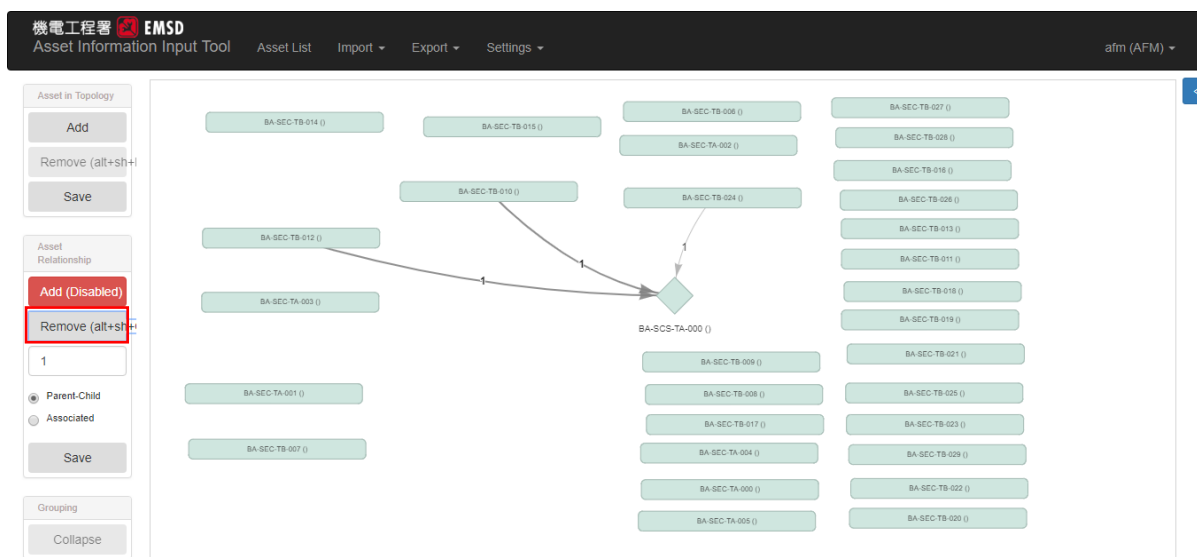 機電工程署 EMSD
Asset Information Input Tool Asset List Import Export Settings afm (AFM)
Asset in Topology
Add
Remove (alt+sh+
Save
Asset
Relationship
Add (Disabled)
Remove (alt+sh+
1
Parent-Child
Associated
Save
Grouping
Collapse
BA-SEC-TB-014 ()
BA-SEC-TB-015 ()
BA-SEC-TB-006 ()
BA-SEC-TA-002 ()
BA-SEC-TB-010 ()
BA-SEC-TB-024 ()
BA-SEC-TB-012 ()
1
1
1
BA-SEC-TA-003 ()
BA-SCS-TA-000 ()
BA-SEC-TA-001 ()
BA-SEC-TB-007 ()
BA-SEC-TB-009 ()
BA-SEC-TB-008 ()
BA-SEC-TB-017 ()
BA-SEC-TA-004 ()
BA-SEC-TA-000 ()
BA-SEC-TA-005 ()
BA-SEC-TB-027 ()
BA-SEC-TB-028 ()
BA-SEC-TB-016 ()
BA-SEC-TB-026 ()
BA-SEC-TB-013 ()
BA-SEC-TB-011 ()
BA-SEC-TB-018 ()
BA-SEC-TB-019 ()
BA-SEC-TB-021 ()
BA-SEC-TB-025 ()
BA-SEC-TB-023 ()
BA-SEC-TB-029 ()
BA-SEC-TB-022 ()
BA-SEC-TB-020 ()